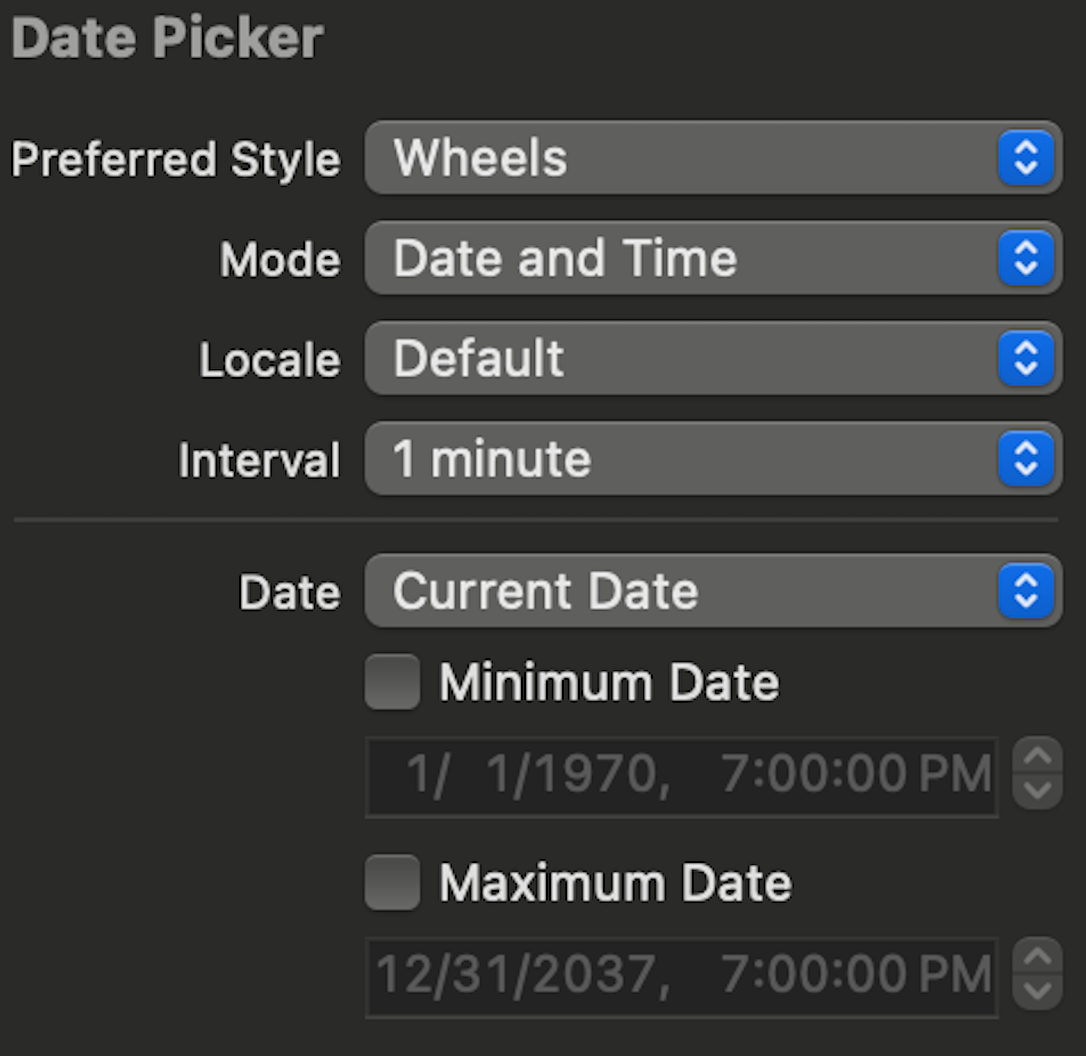 Date Picker
Preferred Style Wheels
Mode Date and Time
Locale Default
Interval 1 minute
Date Current Date
Minimum Date
1/ 1/1970, 7:00:00 PM
Maximum Date
12/31/2037, 7:00:00 PM